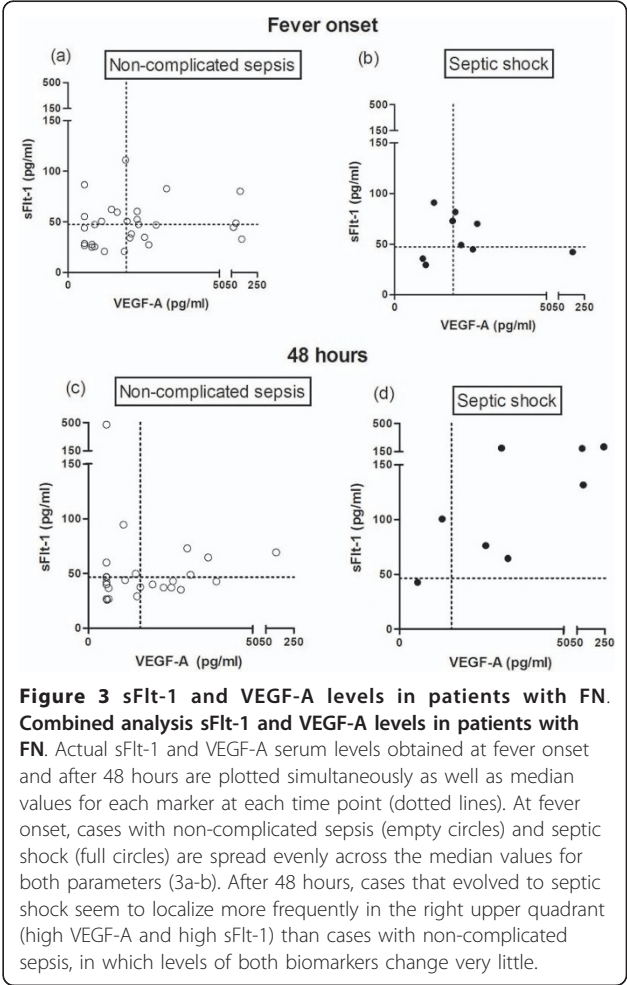 Fever onset
(a)
Non-complicated sepsis
500
150
150
100
50
0
sFlt-1 (pg/ml)
0
5050
250
VEGF-A (pg/ml)
(b)
Septic shock
500
150
150
100
50
0
sFlt-1 (pg/ml)
0
5050
250
VEGF-A (pg/ml)
48 hours
(c)
Non-complicated sepsis
500
150
150
100
50
0
sFlt-1 (pg/ml)
0
5050
250
VEGF-A (pg/ml)
(d)
Septic shock
500
150
150
100
50
0
sFlt-1 (pg/ml)
0
5050
250
VEGF-A (pg/ml)
Figure 3 sFlt-1 and VEGF-A levels in patients with FN.
Combined analysis sFlt-1 and VEGF-A levels in patients with
FN. Actual sFlt-1 and VEGF-A serum levels obtained at fever onset
and after 48 hours are plotted simultaneously as well as median
values for each marker at each time point (dotted lines). At fever
onset, cases with non-complicated sepsis (empty circles) and septic
shock (full circles) are spread evenly across the median values for
both parameters (3a-b). After 48 hours, cases that evolved to septic
shock seem to localize more frequently in the right upper quadrant
(high VEGF-A and high sFlt-1) than cases with non-complicated
sepsis, in which levels of both biomarkers change very little.